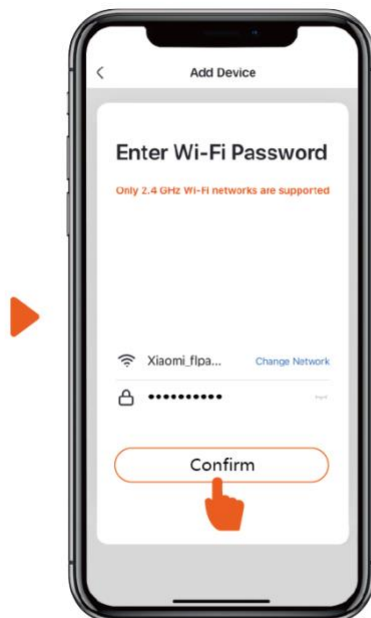 Add Device
Enter Wi-Fi Password
Only 2.4 GHz Wi-Fi networks are supported
Xiaomi_flpa... Change Network
••••••••••
Confirm